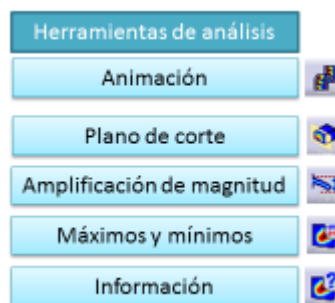 Herramientas de análisis
Animación
Plano de corte
Amplificación de magnitud
Máximos y mínimos
Información